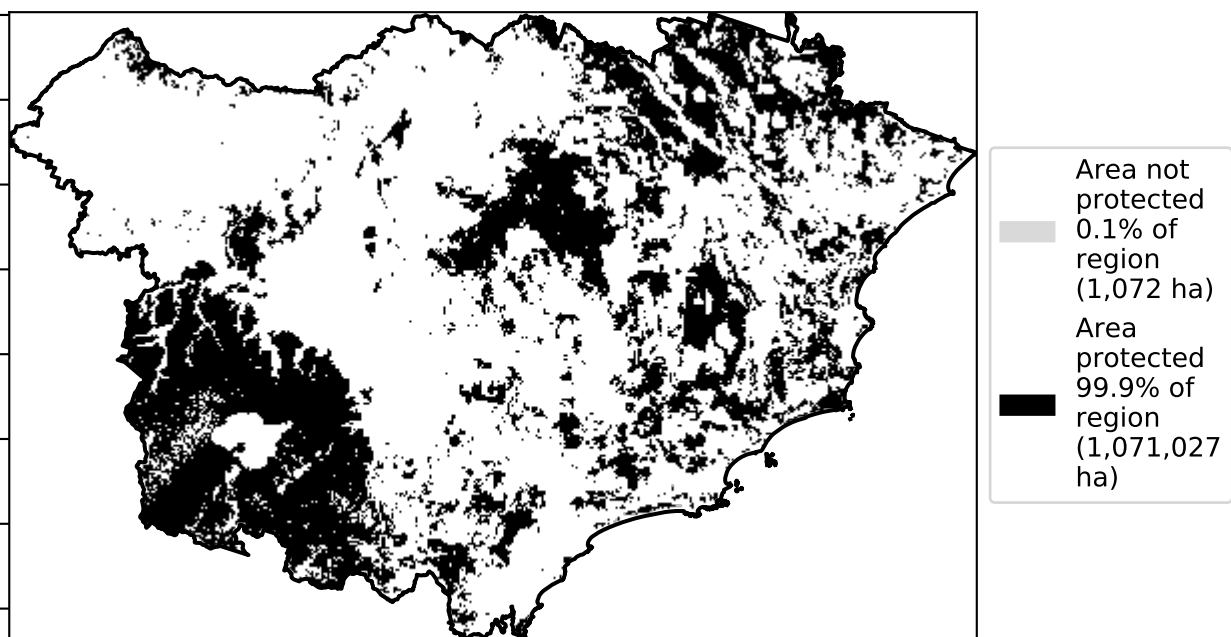 Area not
protected
0.1% of
region
(1,072 ha)
Area
protected
99.9% of
region
(1,071,027
ha)